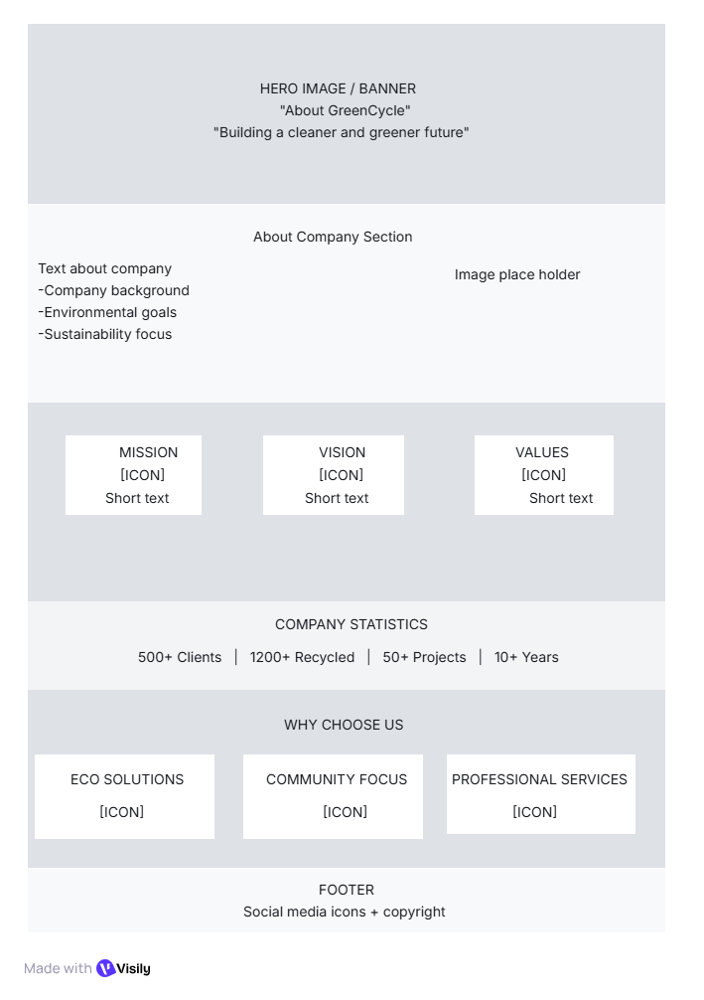 HERO IMAGE / BANNER
"About GreenCycle"
"Building a cleaner and greener future"
About Company Section
Text about company
-Company background
-Environmental goals
-Sustainability focus
Image place holder
MISSION
[ICON]
Short text
VISION
[ICON]
Short text
VALUES
[ICON]
Short text
COMPANY STATISTICS
500+ Clients | 1200+ Recycled | 50+ Projects | 10+ Years
WHY CHOOSE US
ECO SOLUTIONS
[ICON]
COMMUNITY FOCUS
[ICON]
PROFESSIONAL SERVICES
[ICON]
FOOTER
Social media icons + copyright
Made with Visily